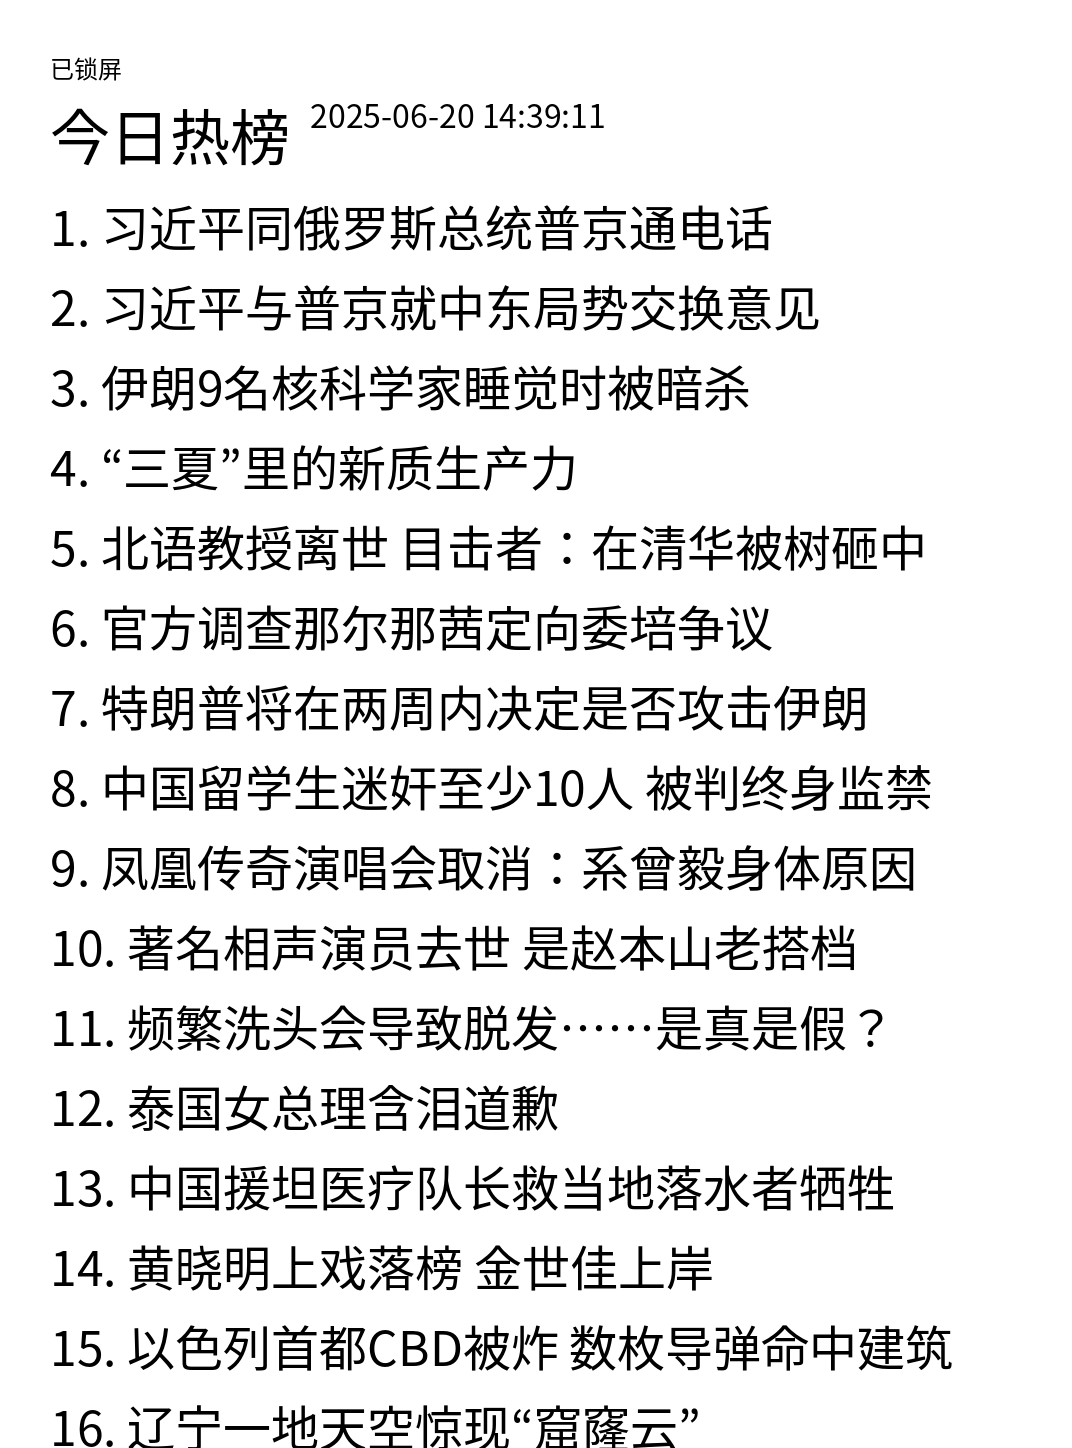 已锁屏
今日热榜 2025-06-20 14:39:11
1. 习近平同俄罗斯总统普京通电话
2. 习近平与普京就中东局势交换意见
3. 伊朗9名核科学家睡觉时被暗杀
4. “三夏”里的新质生产力
5. 北语教授离世 目击者：在清华被树砸中
6. 官方调查那尔那茜定向委培争议
7. 特朗普将在两周内决定是否攻击伊朗
8. 中国留学生迷奸至少10人 被判终身监禁
9. 凤凰传奇演唱会取消：系曾毅身体原因
10. 著名相声演员去世 是赵本山老搭档
11. 频繁洗头会导致脱发……是真是假？
12. 泰国女总理含泪道歉
13. 中国援坦医疗队长救当地落水者牺牲
14. 黄晓明上戏落榜 金世佳上岸
15. 以色列首都CBD被炸 数枚导弹命中建筑
16. 辽宁一地天空惊现“窟窿云”